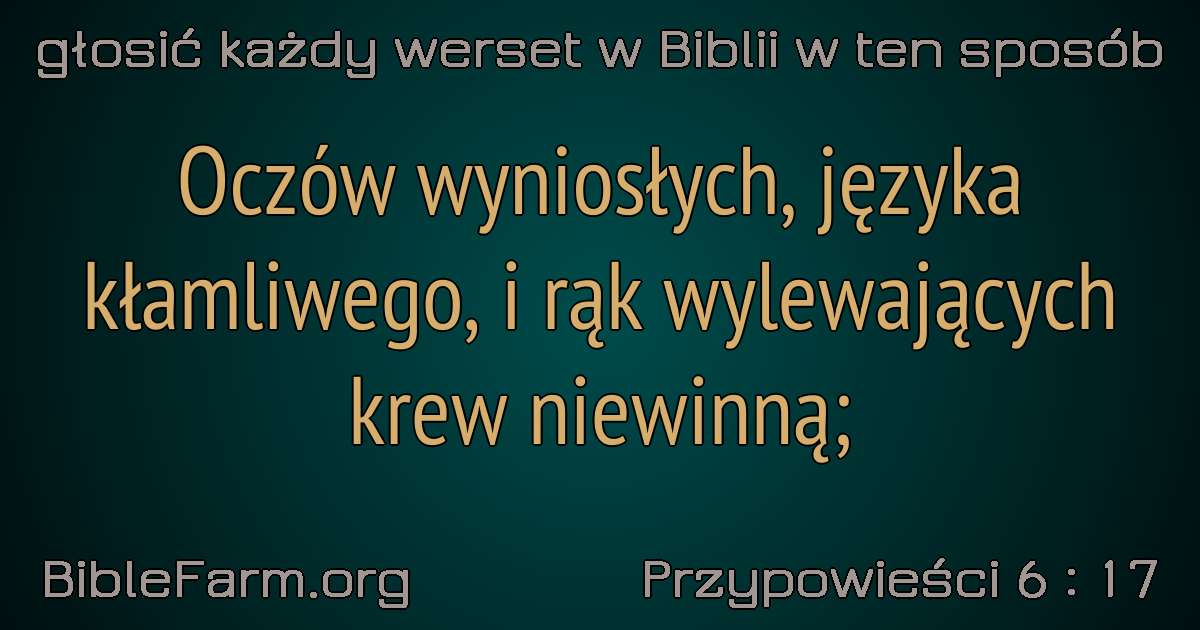 głosić każdy werset w Biblii w ten sposób
Oczów wyniosłych, języka
kłamliwego, i rąk wylewających
krew niewinną;
BibleFarm.org
Przypowieści 6 : 17